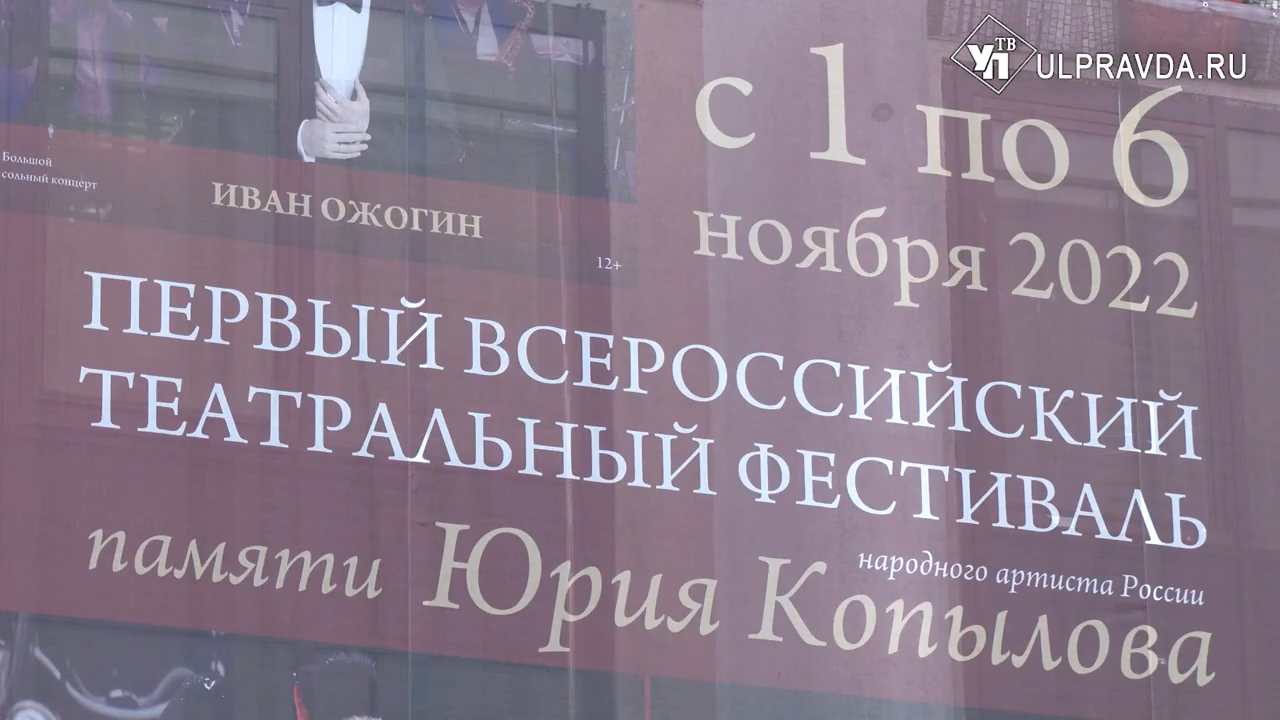 УП ТВ ULPRAVDA.RU
с 1 по 6
ноября 2022
Большой
сольный концерт
ИВАН ОЖОГИН
12+
ПЕРВЫЙ ВСЕРОССИЙСКИЙ
ТЕАТРАЛЬНЫЙ ФЕСТИВАЛЬ
народного артиста России
памяти Юрия Копылова